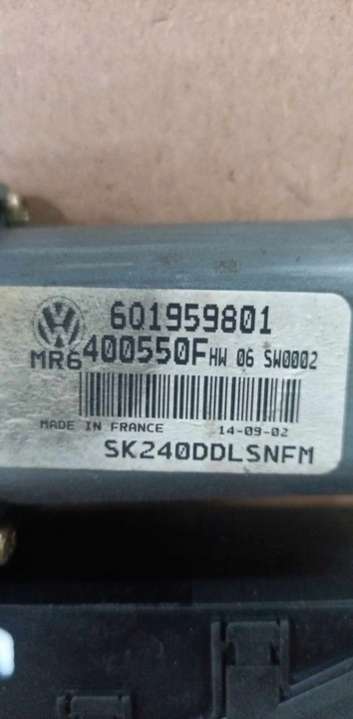 6Q1959801
MR6 400550F HW 06 SW0002
MADE IN FRANCE 14-09-02
SK240DDLSNFM